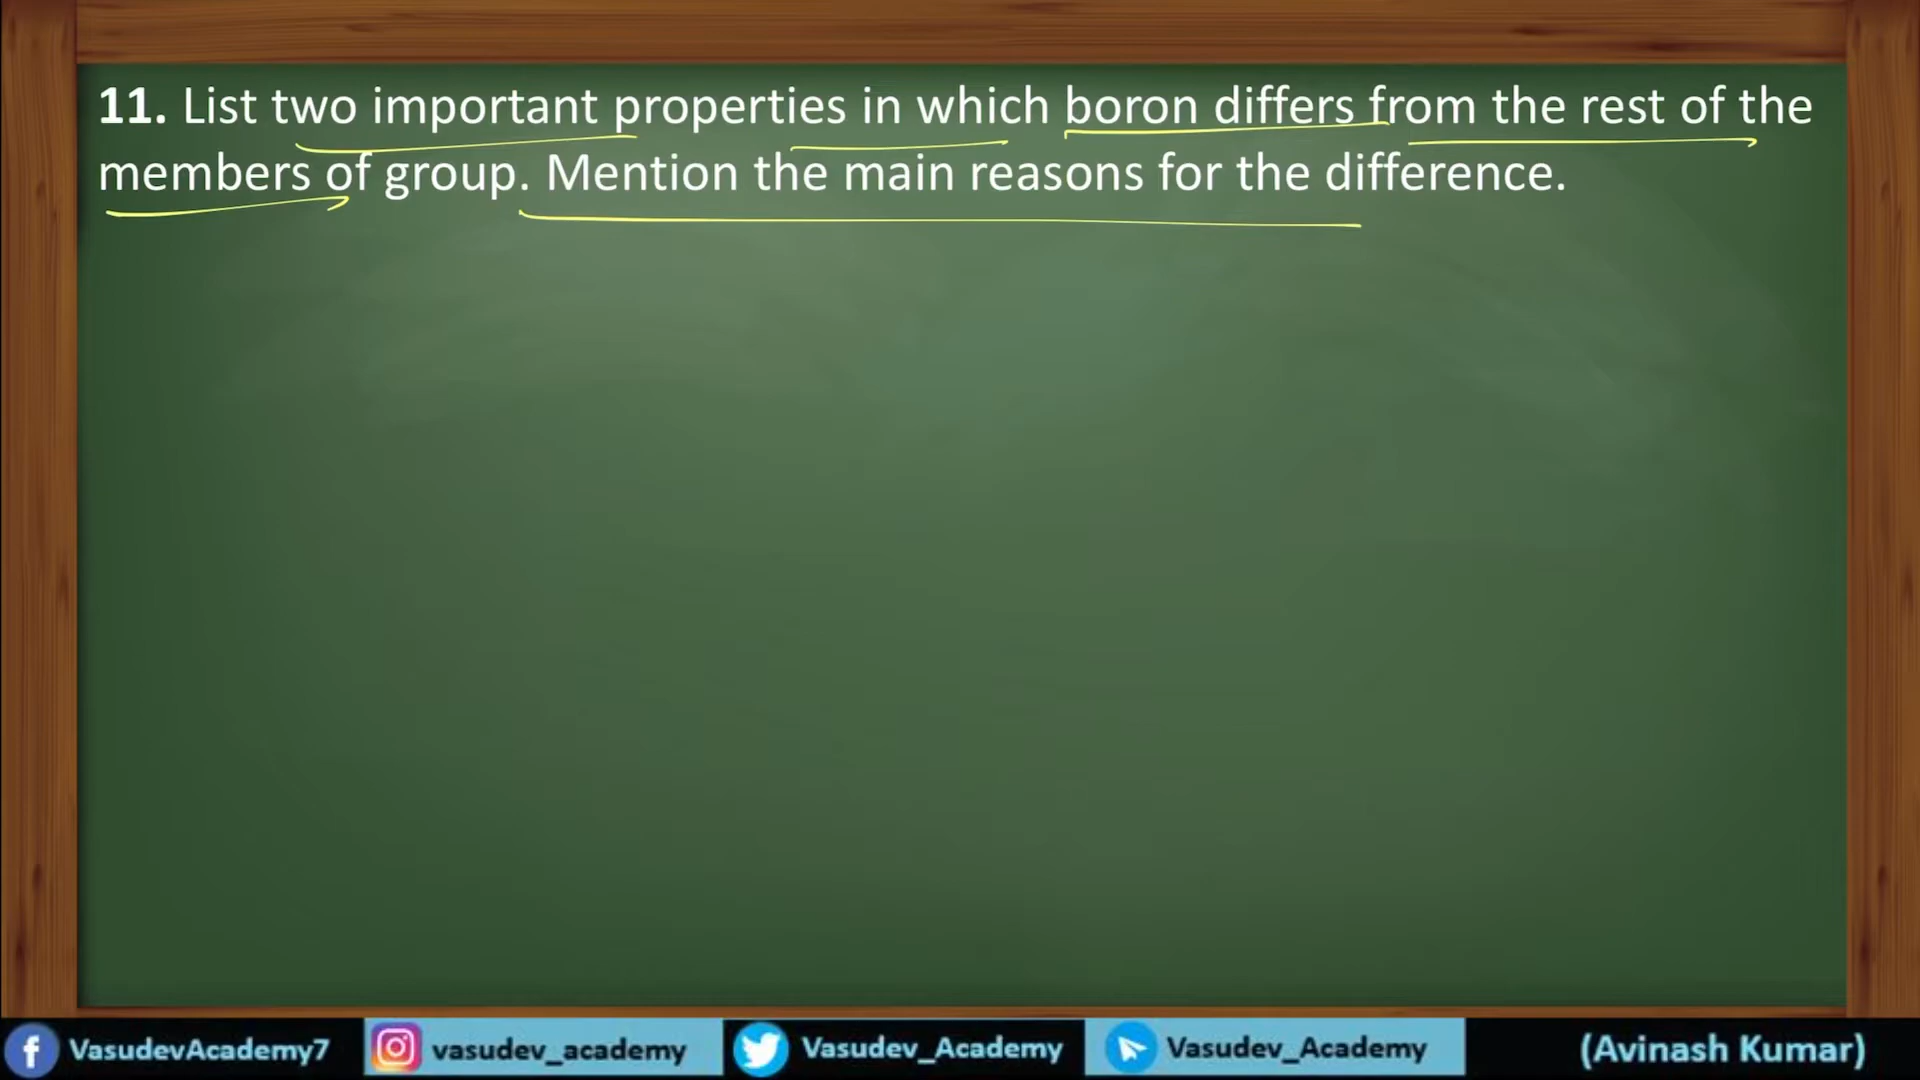 11. List two important properties in which boron differs from the rest of the
members of group. Mention the main reasons for the difference.
VasudevAcademy7 vasudev_academy Vasudev_Academy Vasudev_Academy (Avinash Kumar)